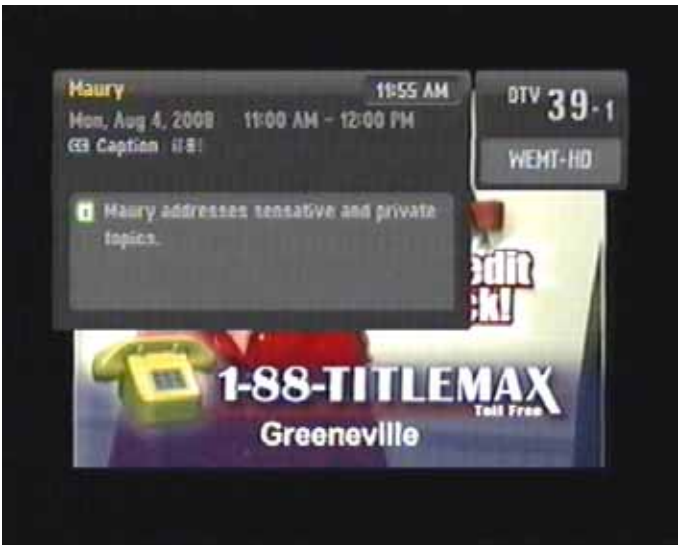 Maury
11:55 AM
DTV 39-1
Mon, Aug 4, 2008 11:00 AM - 12:00 PM
Caption
WEMT-HD
Maury addresses sensative and private
topics.
edit
ck!
1-88-TITLEMAX
Toll Free
Greeneville